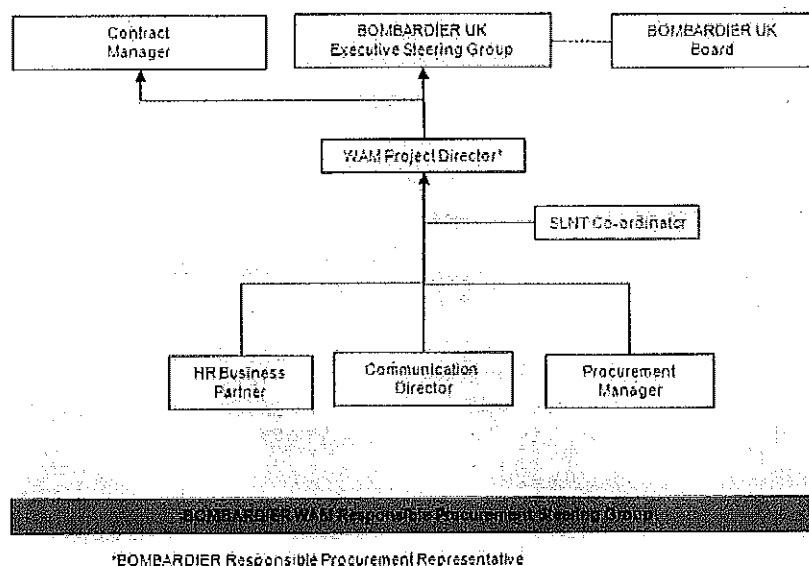 Contract
Manager
BOMBARDIER UK
Executive Steering Group
BOMBARDIER UK
Board
WAM Project Director*
SLNT Co-ordinator
HR Business
Partner
Communication
Director
Procurement
Manager
BOMBARDIER WAM Responsible Procurement Steering Group
*BOMBARDIER Responsible Procurement Representative